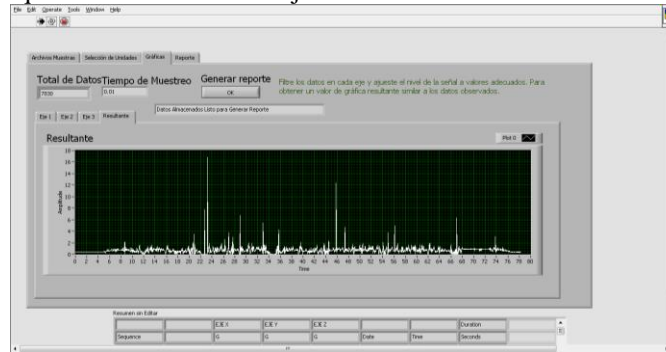 File Edit Operate Tools Window Help
Archivos Muestras Selección de Unidades Gráficas Reporte
Total de Datos Tiempo de Muestreo Generar reporte
Filtre los datos en cada eje y ajueste el nivel de la señal a valores adecuados. Para
obtener un valor de gráfica resultante similar a los datos observados.
0.01 OK
Datos Almacenados Listo para Generar Reporte
Eje 1 Eje 2 Eje 3 Resultante
Resultante
Plot 0
Amplitude
18-
16-
14-
12-
10-
8-
6-
4-
2-
0-
0 2 4 6 8 10 12 14 16 18 20 22 24 26 28 30 32 34 36 38 40 42 44 46 48 50 52 54 56 58 60 62 64 66 68 70 72 74 76 78 80
Time
Resumen sin Editar
EJE X EJE Y EJE Z Duration
Sequence G G G Date Time Seconds